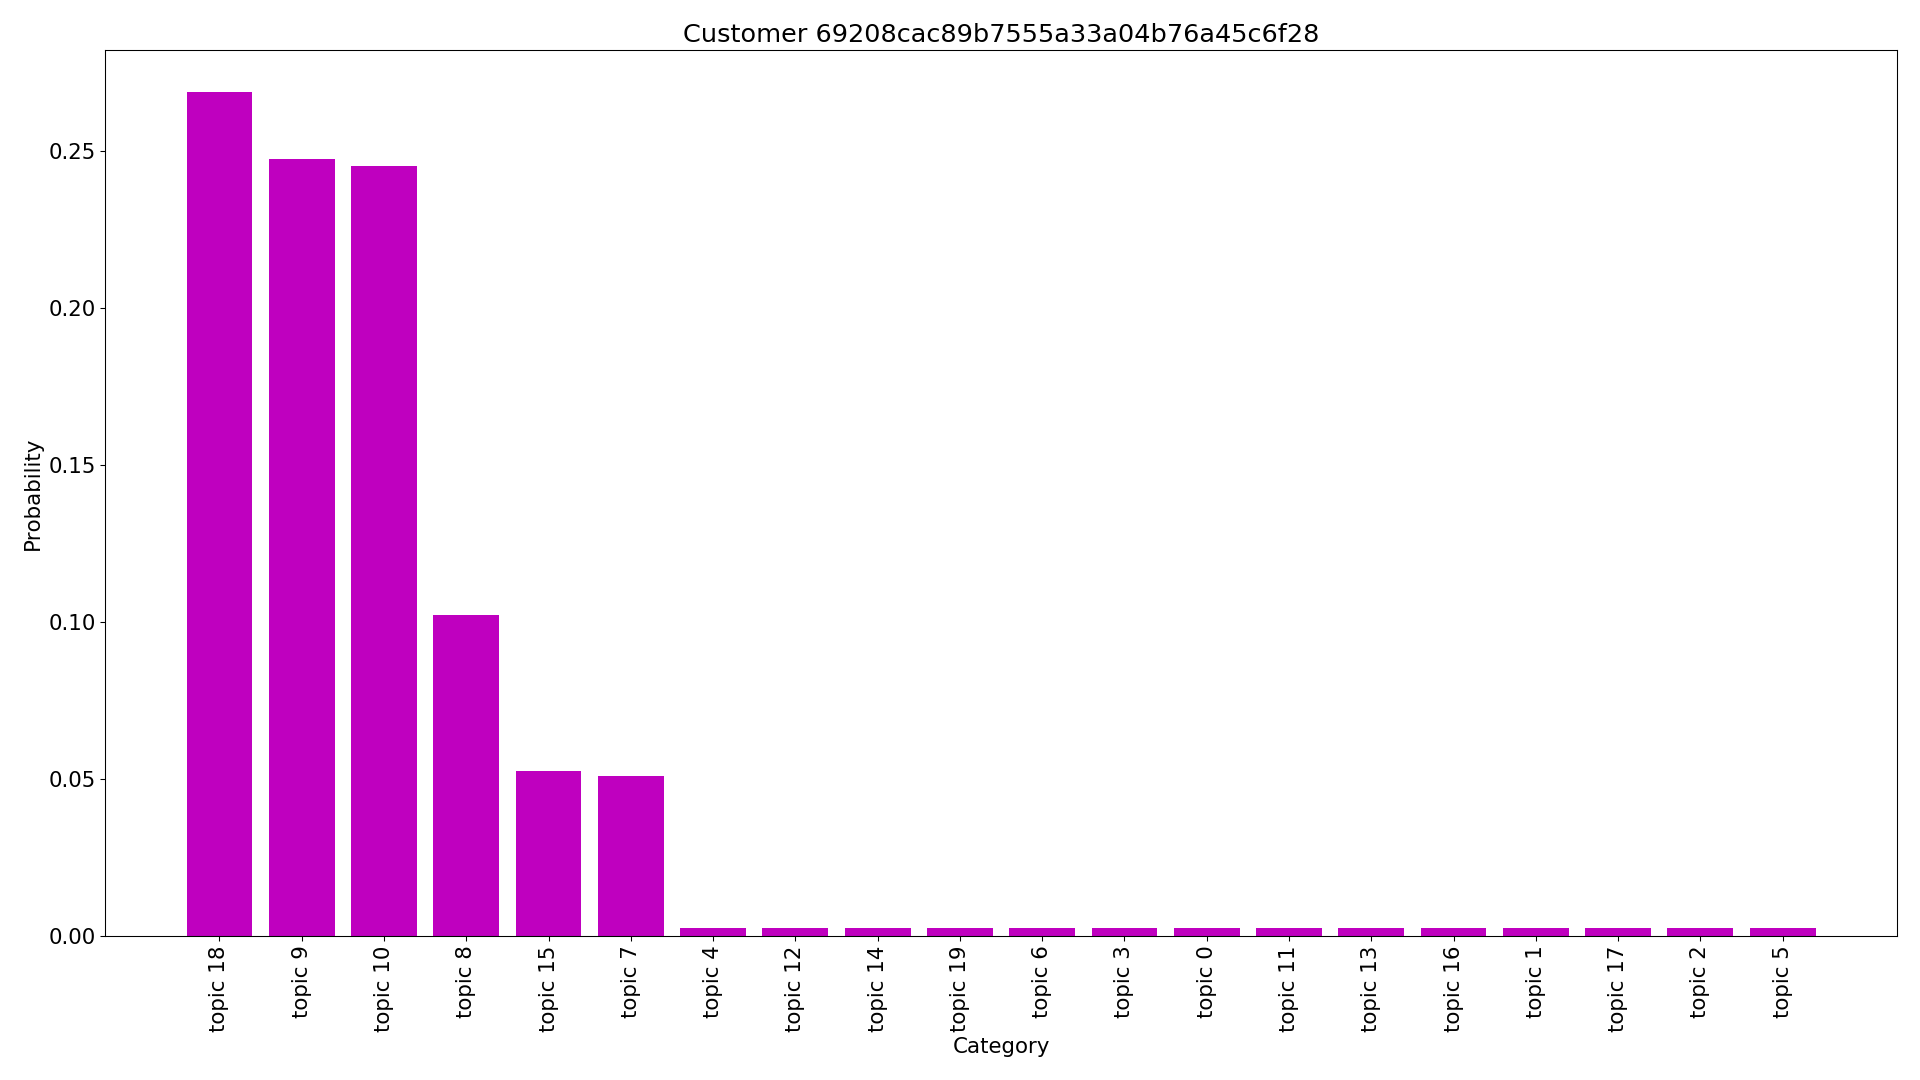 Customer 69208cac89b7555a33a04b76a45c6f28
Probability
0.25
0.20
0.15
0.10
0.05
0.00
topic 18
topic 9
topic 10
topic 8
topic 15
topic 7
topic 4
topic 12
topic 14
topic 19
topic 6
topic 3
topic 0
topic 11
topic 13
topic 16
topic 1
topic 17
topic 2
topic 5
Category